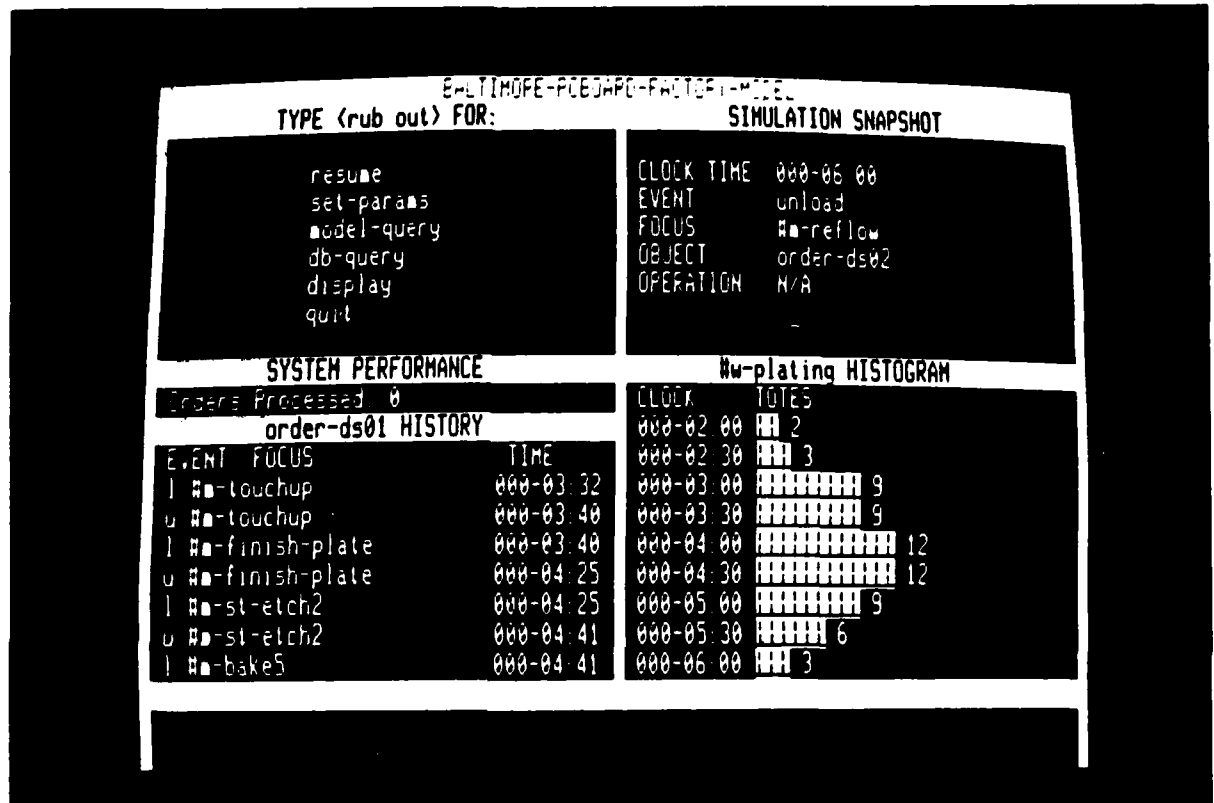 BALTIMORE-PCBOARD-FACTORY-MODEL
TYPE <rub out> FOR:
resume
set-params
model-query
db-query
display
quit
SIMULATION SNAPSHOT
CLOCK TIME 000-06:00
EVENT unload
FOCUS #m-reflow
OBJECT order-ds02
OPERATION N/A
SYSTEM PERFORMANCE
Orders Processed: 0
order-ds01 HISTORY
EVENT FOCUS TIME
l #m-touchup 000-03:32
u #m-touchup 000-03:40
l #m-finish-plate 000-03:40
u #m-finish-plate 000-04:25
l #m-st-etch2 000-04:25
u #m-st-etch2 000-04:41
l #m-bake5 000-04:41
#w-plating HISTOGRAM
CLOCK TOTES
000-02:00 2
000-02:30 3
000-03:00 9
000-03:30 9
000-04:00 12
000-04:30 12
000-05:00 9
000-05:30 6
000-06:00 3